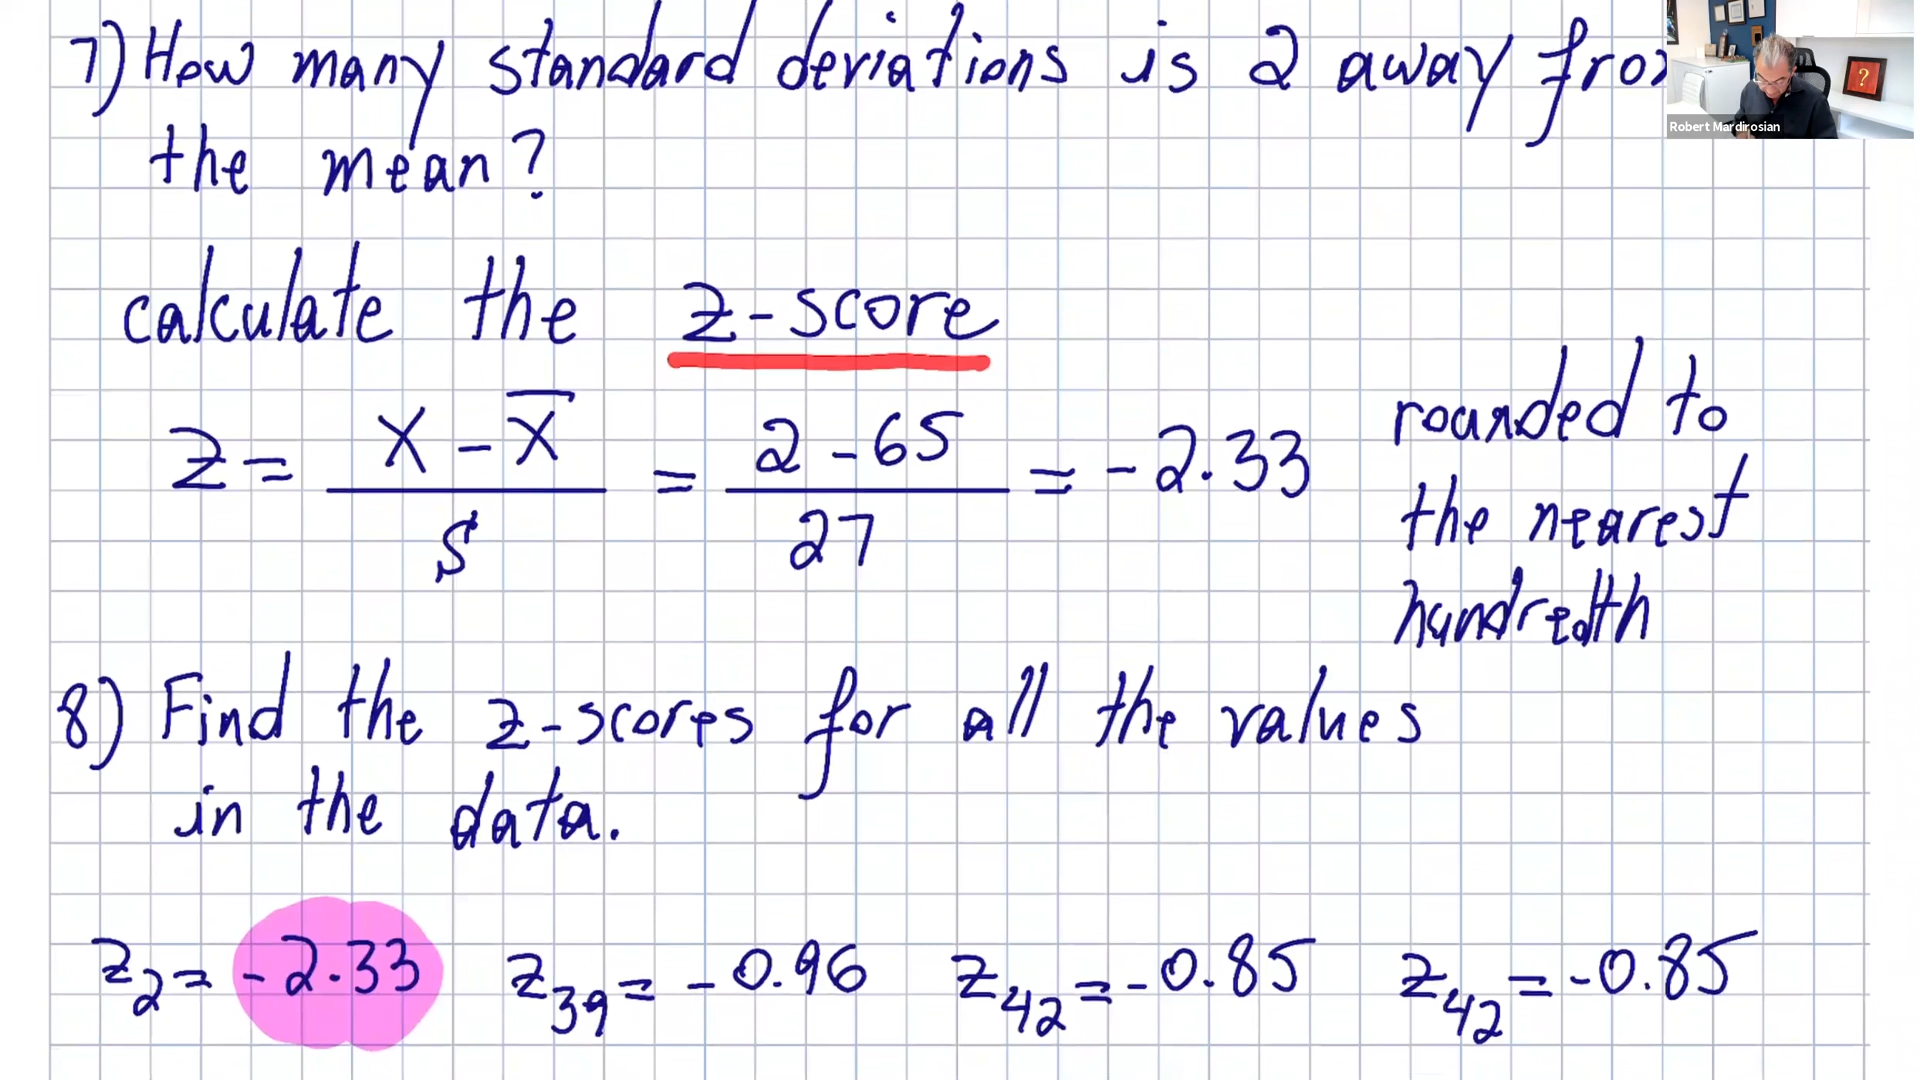 7) How many standard deviations is 2 away from
Robert Mardirosian
the mean?
calculate the z-score
z = (x - x̄) / s = (2 - 65) / 27 = -2.33
rounded to
the nearest
hundredth
8) Find the z-scores for all the values
in the data.
z₂ = -2.33 z₃₉ = -0.96 z₄₂ = -0.85 z₄₂ = -0.85